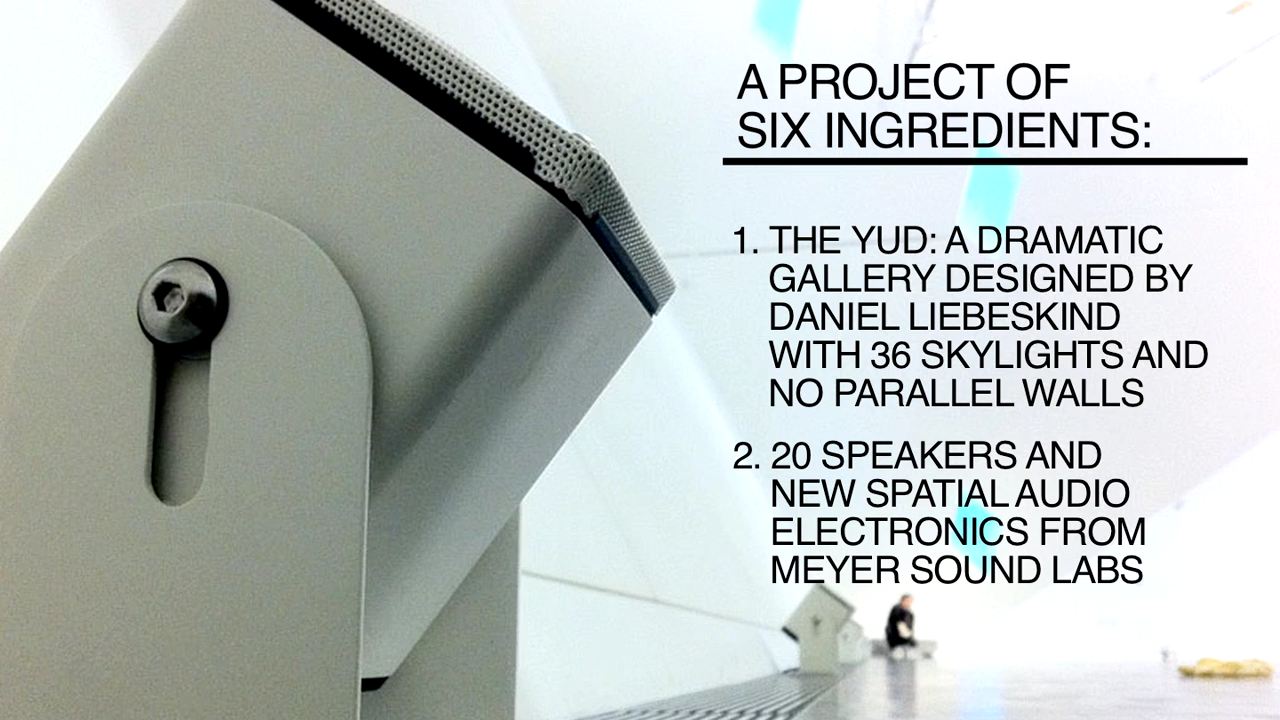 A PROJECT OF
SIX INGREDIENTS:
1. THE YUD: A DRAMATIC
GALLERY DESIGNED BY
DANIEL LIEBESKIND
WITH 36 SKYLIGHTS AND
NO PARALLEL WALLS
2. 20 SPEAKERS AND
NEW SPATIAL AUDIO
ELECTRONICS FROM
MEYER SOUND LABS